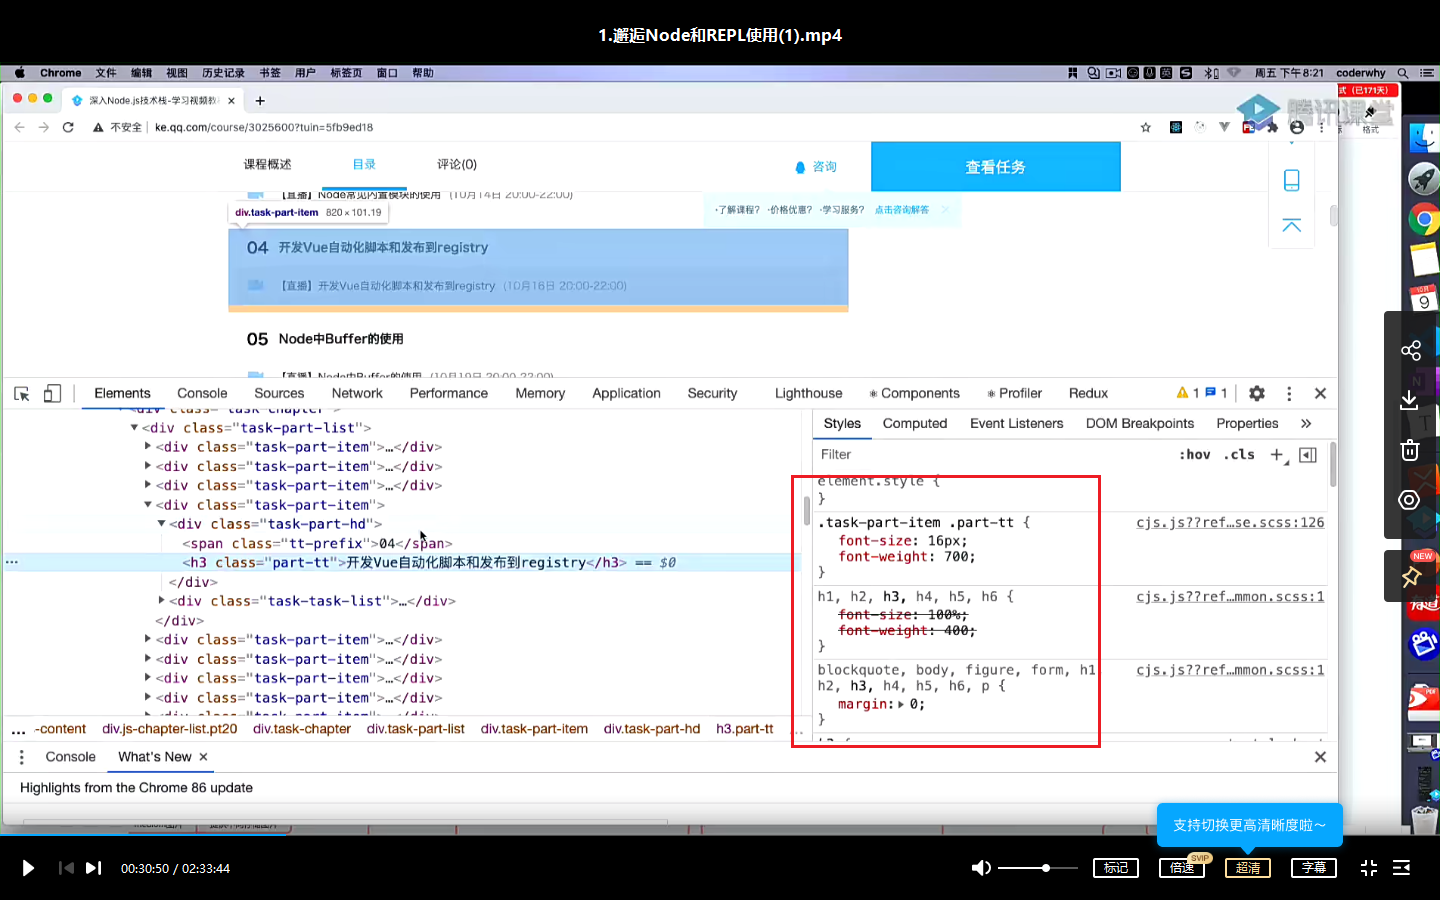 1.邂逅Node和REPL使用(1).mp4
Chrome 文件 编辑 视图 历史记录 书签 用户 标签页 窗口 帮助
周五 下午8:21 coderwhy
深入Node.js技术栈-学习视频教
式 (已171天)
腾讯课堂
不安全 ke.qq.com/course/3025600?tuin=5fb9ed18
格式
课程概述 目录 评论(0) 咨询 查看任务
【直播】Node常见内置模块的使用 (10月14日 20:00-22:00)
div.task-part-item 820 × 101.19
·了解课程? ·价格优惠? ·学习服务? 点击咨询解答
04 开发Vue自动化脚本和发布到registry
【直播】开发Vue自动化脚本和发布到registry (10月16日 20:00-22:00)
05 Node中Buffer的使用
【直播】Node中Buffer的使用 (10月19日 20:00-22:00)
Elements Console Sources Network Performance Memory Application Security Lighthouse Components Profiler Redux 1 1
<div class="task-chapter">
<div class="task-part-list">
<div class="task-part-item">…</div>
<div class="task-part-item">…</div>
<div class="task-part-item">…</div>
<div class="task-part-item">
<div class="task-part-hd">
<span class="tt-prefix">04</span>
<h3 class="part-tt">开发Vue自动化脚本和发布到registry</h3> == $0
</div>
<div class="task-task-list">…</div>
</div>
<div class="task-part-item">…</div>
<div class="task-part-item">…</div>
<div class="task-part-item">…</div>
<div class="task-part-item">…</div>
... -content div.js-chapter-list.pt20 div.task-chapter div.task-part-list div.task-part-item div.task-part-hd h3.part-tt ...
Styles Computed Event Listeners DOM Breakpoints Properties »
Filter :hov .cls +
element.style {
}
.task-part-item .part-tt { cjs.js??ref…se.scss:126
font-size: 16px;
font-weight: 700;
}
h1, h2, h3, h4, h5, h6 { cjs.js??ref…mmon.scss:1
font-size: 100%;
font-weight: 400;
}
blockquote, body, figure, form, h1 cjs.js??ref…mmon.scss:1
h2, h3, h4, h5, h6, p {
margin: 0;
}
Console What's New
Highlights from the Chrome 86 update
NEW
支持切换更高清晰度啦～
00:30:50 / 02:33:44
标记 倍速 SVIP 超清 字幕